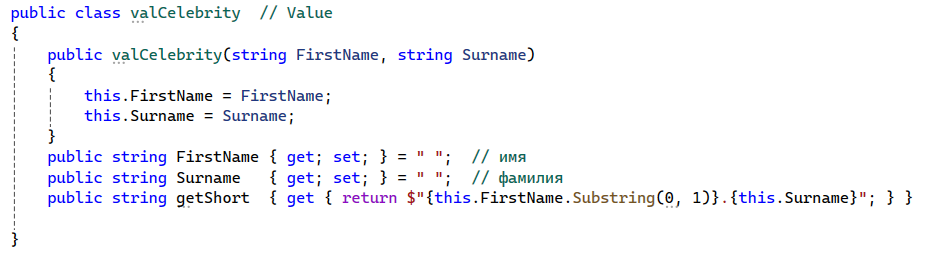 public class valCelebrity  // Value
{
    public valCelebrity(string FirstName, string Surname)
    {
        this.FirstName = FirstName;
        this.Surname = Surname;
    }
    public string FirstName { get; set; } = " ";  // имя
    public string Surname   { get; set; } = " ";  // фамилия
    public string getShort  { get { return $"{this.FirstName.Substring(0, 1)}.{this.Surname}"; } }
}